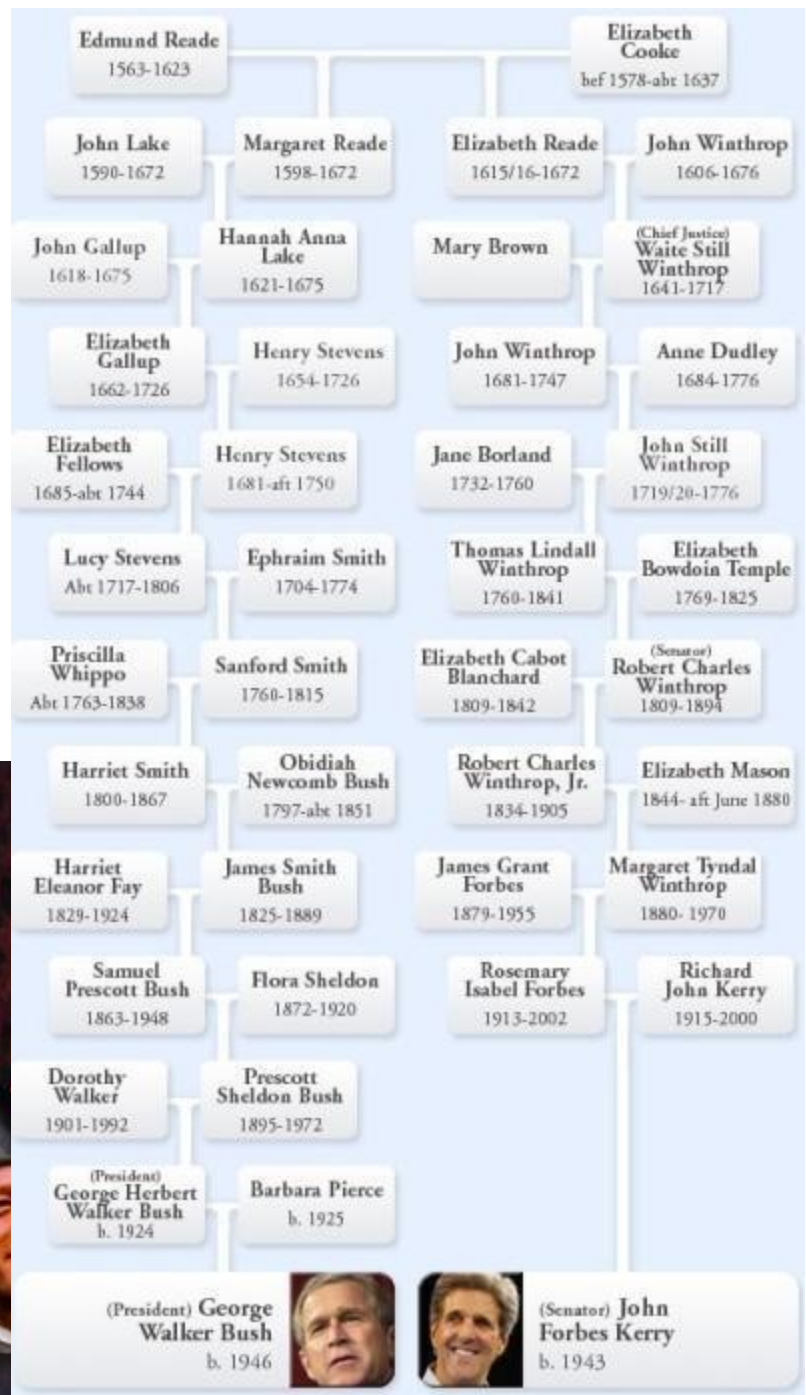 Edmund Reade
1563-1623
Elizabeth
Cooke
bef 1578-abt 1637
John Lake
1590-1672
Margaret Reade
1598-1672
Elizabeth Reade
1615/16-1672
John Winthrop
1606-1676
John Gallup
1618-1675
Hannah Anna
Lake
1621-1675
Mary Brown
(Chief Justice)
Waite Still
Winthrop
1641-1717
Elizabeth
Gallup
1662-1726
Henry Stevens
1654-1726
John Winthrop
1681-1747
Anne Dudley
1684-1776
Elizabeth
Fellows
1685-abt 1744
Henry Stevens
1681-aft 1750
Jane Borland
1732-1760
John Still
Winthrop
1719/20-1776
Lucy Stevens
Abt 1717-1806
Ephraim Smith
1704-1774
Thomas Lindall
Winthrop
1760-1841
Elizabeth
Bowdoin Temple
1769-1825
Priscilla
Whippo
Abt 1763-1838
Sanford Smith
1760-1815
Elizabeth Cabot
Blanchard
1809-1842
(Senator)
Robert Charles
Winthrop
1809-1894
Harriet Smith
1800-1867
Obidiah
Newcomb Bush
1797-abt 1851
Robert Charles
Winthrop, Jr.
1834-1905
Elizabeth Mason
1844- aft June 1880
Harriet
Eleanor Fay
1829-1924
James Smith
Bush
1825-1889
James Grant
Forbes
1879-1955
Margaret Tyndal
Winthrop
1880- 1970
Samuel
Prescott Bush
1863-1948
Flora Sheldon
1872-1920
Rosemary
Isabel Forbes
1913-2002
Richard
John Kerry
1915-2000
Dorothy
Walker
1901-1992
Prescott
Sheldon Bush
1895-1972
(President)
George Herbert
Walker Bush
b. 1924
Barbara Pierce
b. 1925
(President) George
Walker Bush
b. 1946
(Senator) John
Forbes Kerry
b. 1943